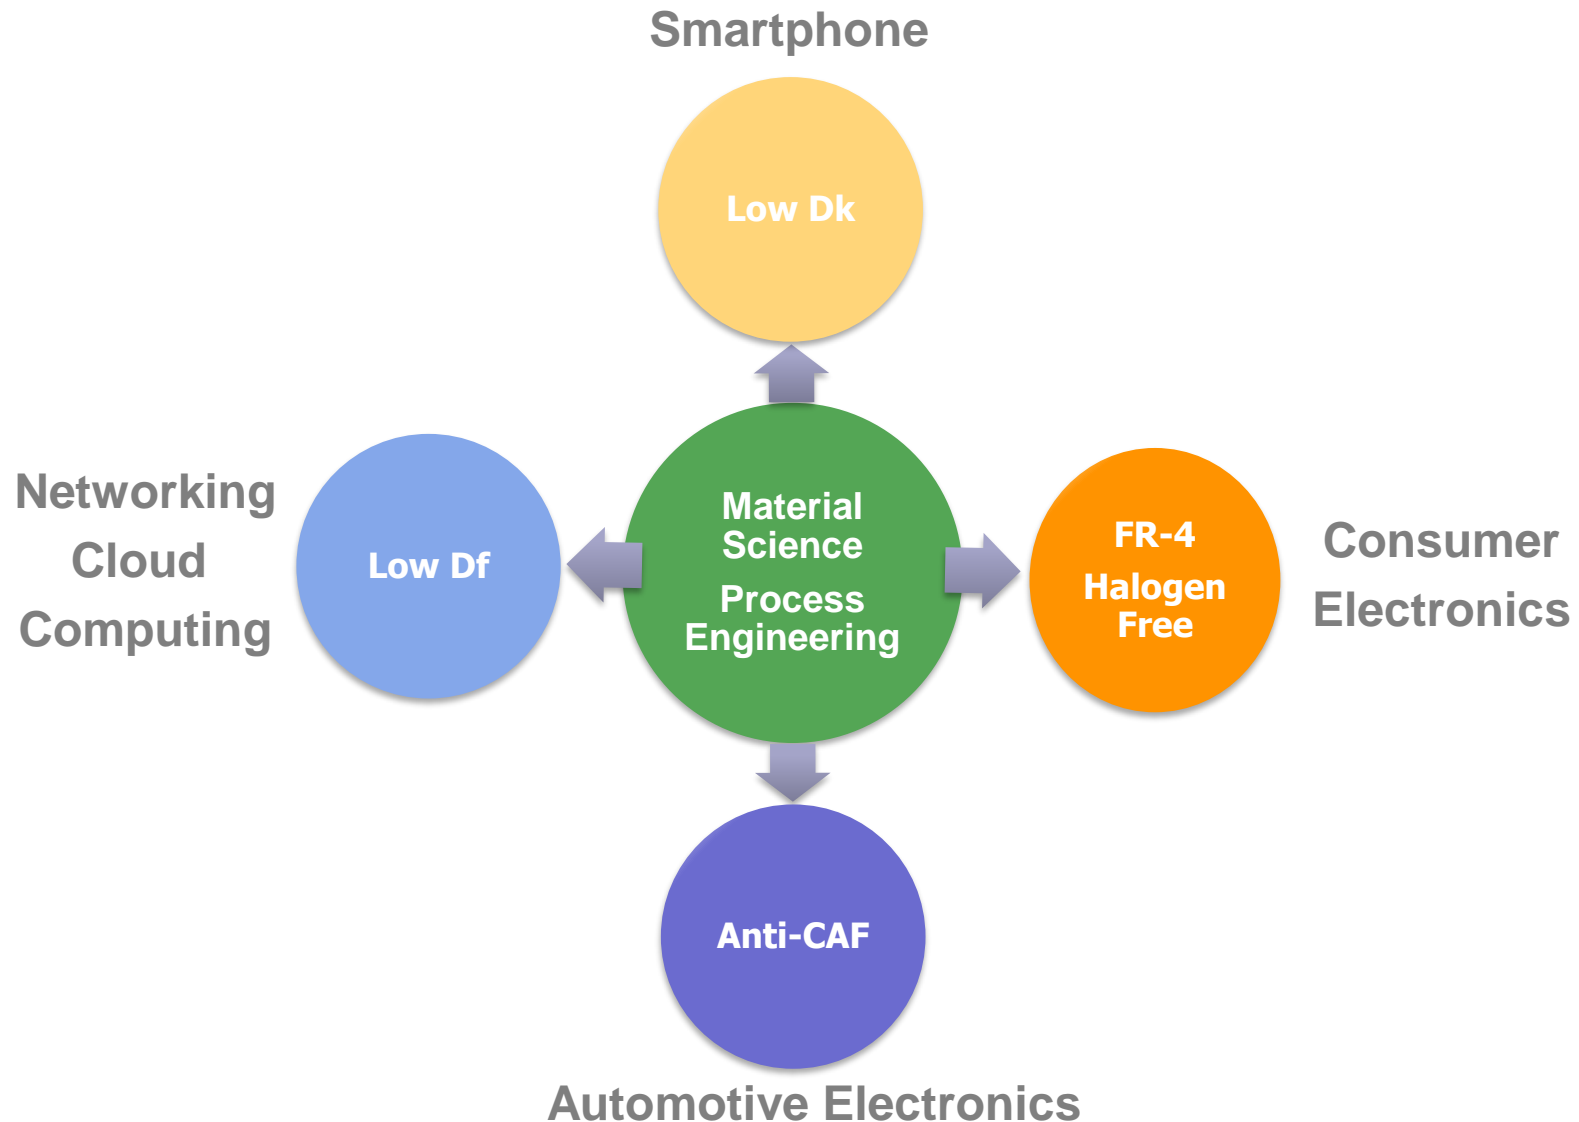 Smartphone
Low Dk
Networking
Cloud
Computing
Low Df
Material
Science
Process
Engineering
FR-4
Halogen
Free
Consumer
Electronics
Anti-CAF
Automotive Electronics